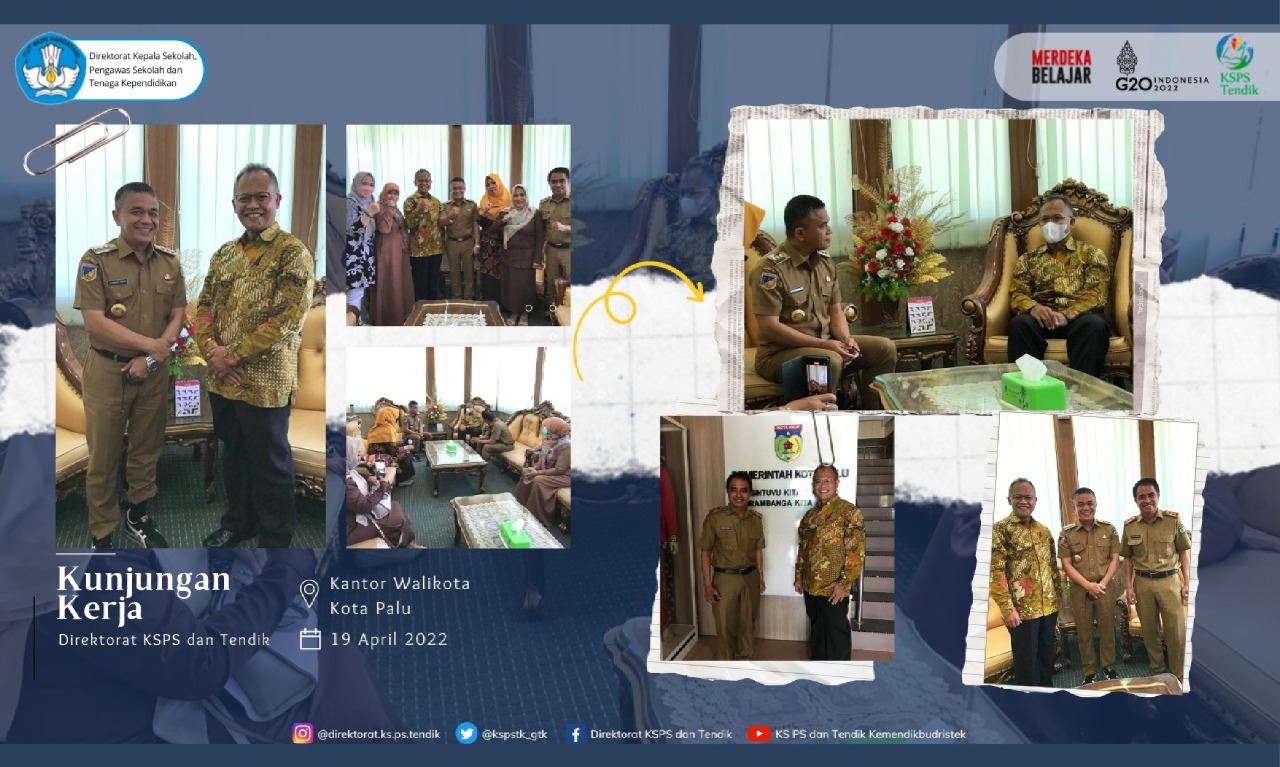 Direktorat Kepala Sekolah,
Pengawas Sekolah dan
Tenaga Kependidikan
MERDEKA
BELAJAR
G20 INDONESIA
2022
KSPS
Tendik
KOTA PALU
PEMERINTAH KOTA PALU
Kunjungan
Kerja
Direktorat KSPS dan Tendik
Kantor Walikota
Kota Palu
19 April 2022
@direktorat.ks.ps.tendik
@kspstk_gtk
Direktorat KSPS dan Tendik
KS PS dan Tendik Kemendikbudristek